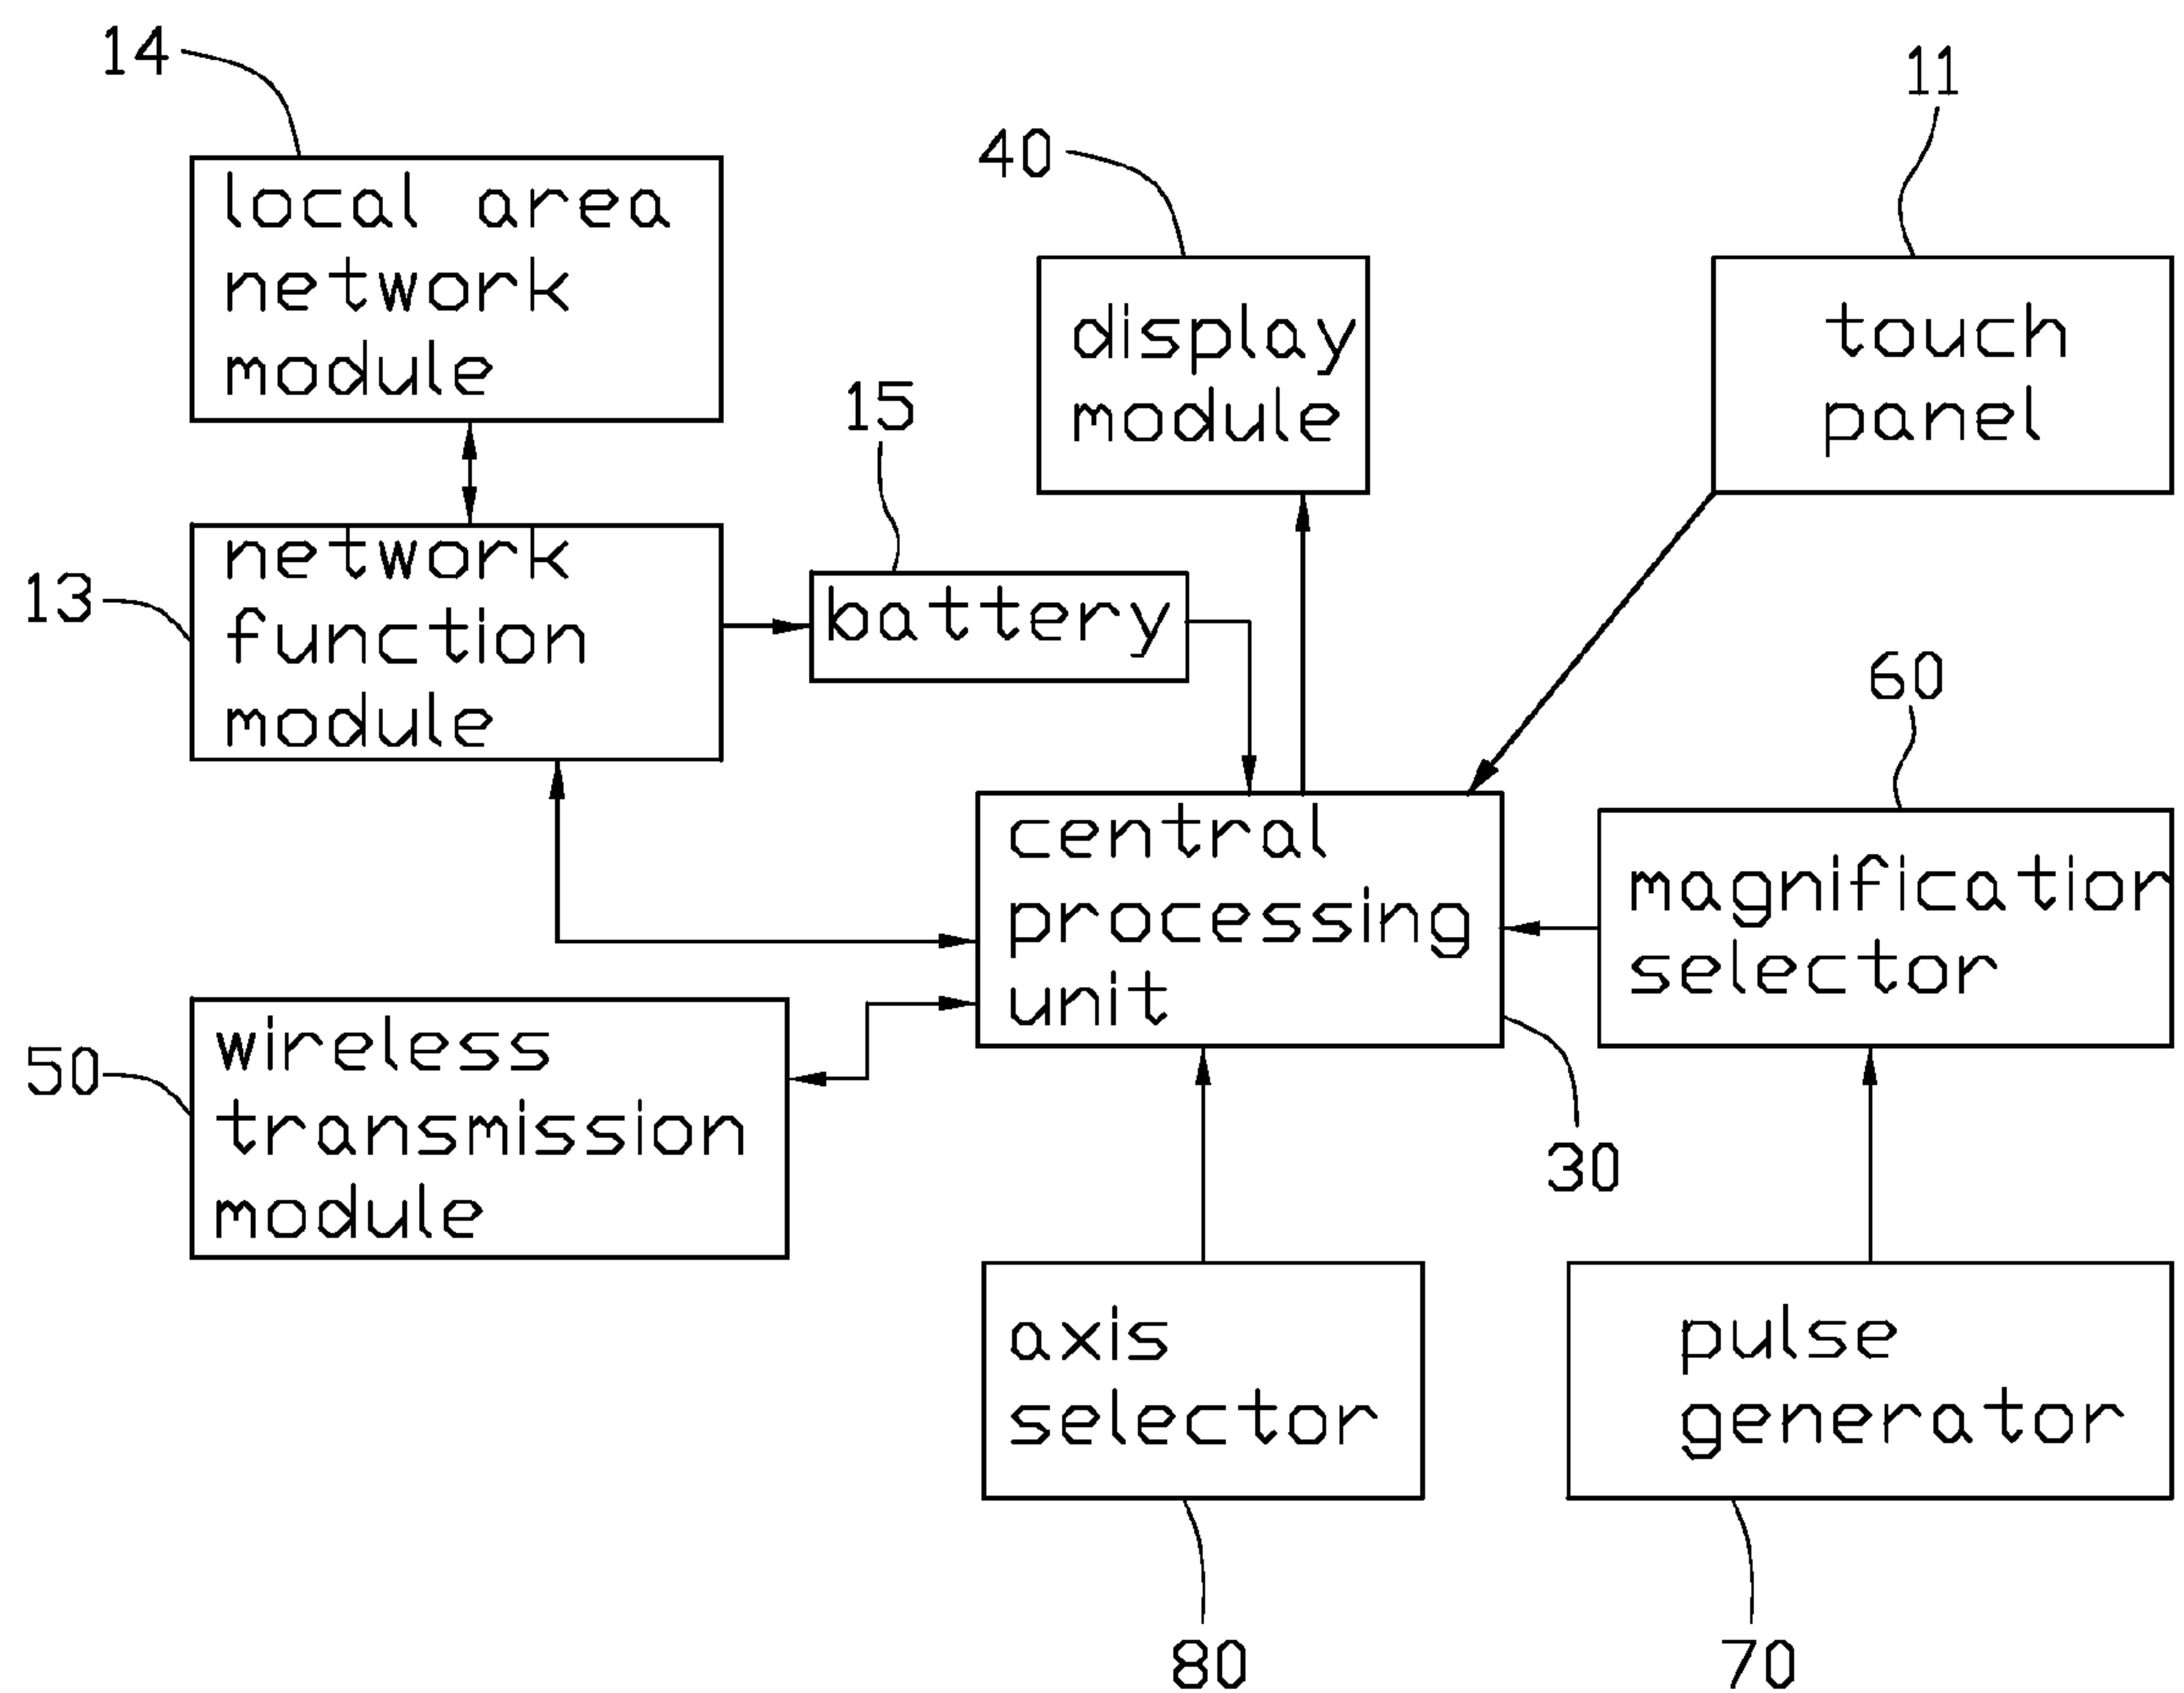 14
local area
network
module
40
display
module
11
touch
panel
15
battery
13
network
function
module
60
magnification
selector
central
processing
unit
30
50
wireless
transmission
module
axis
selector
80
pulse
generator
70